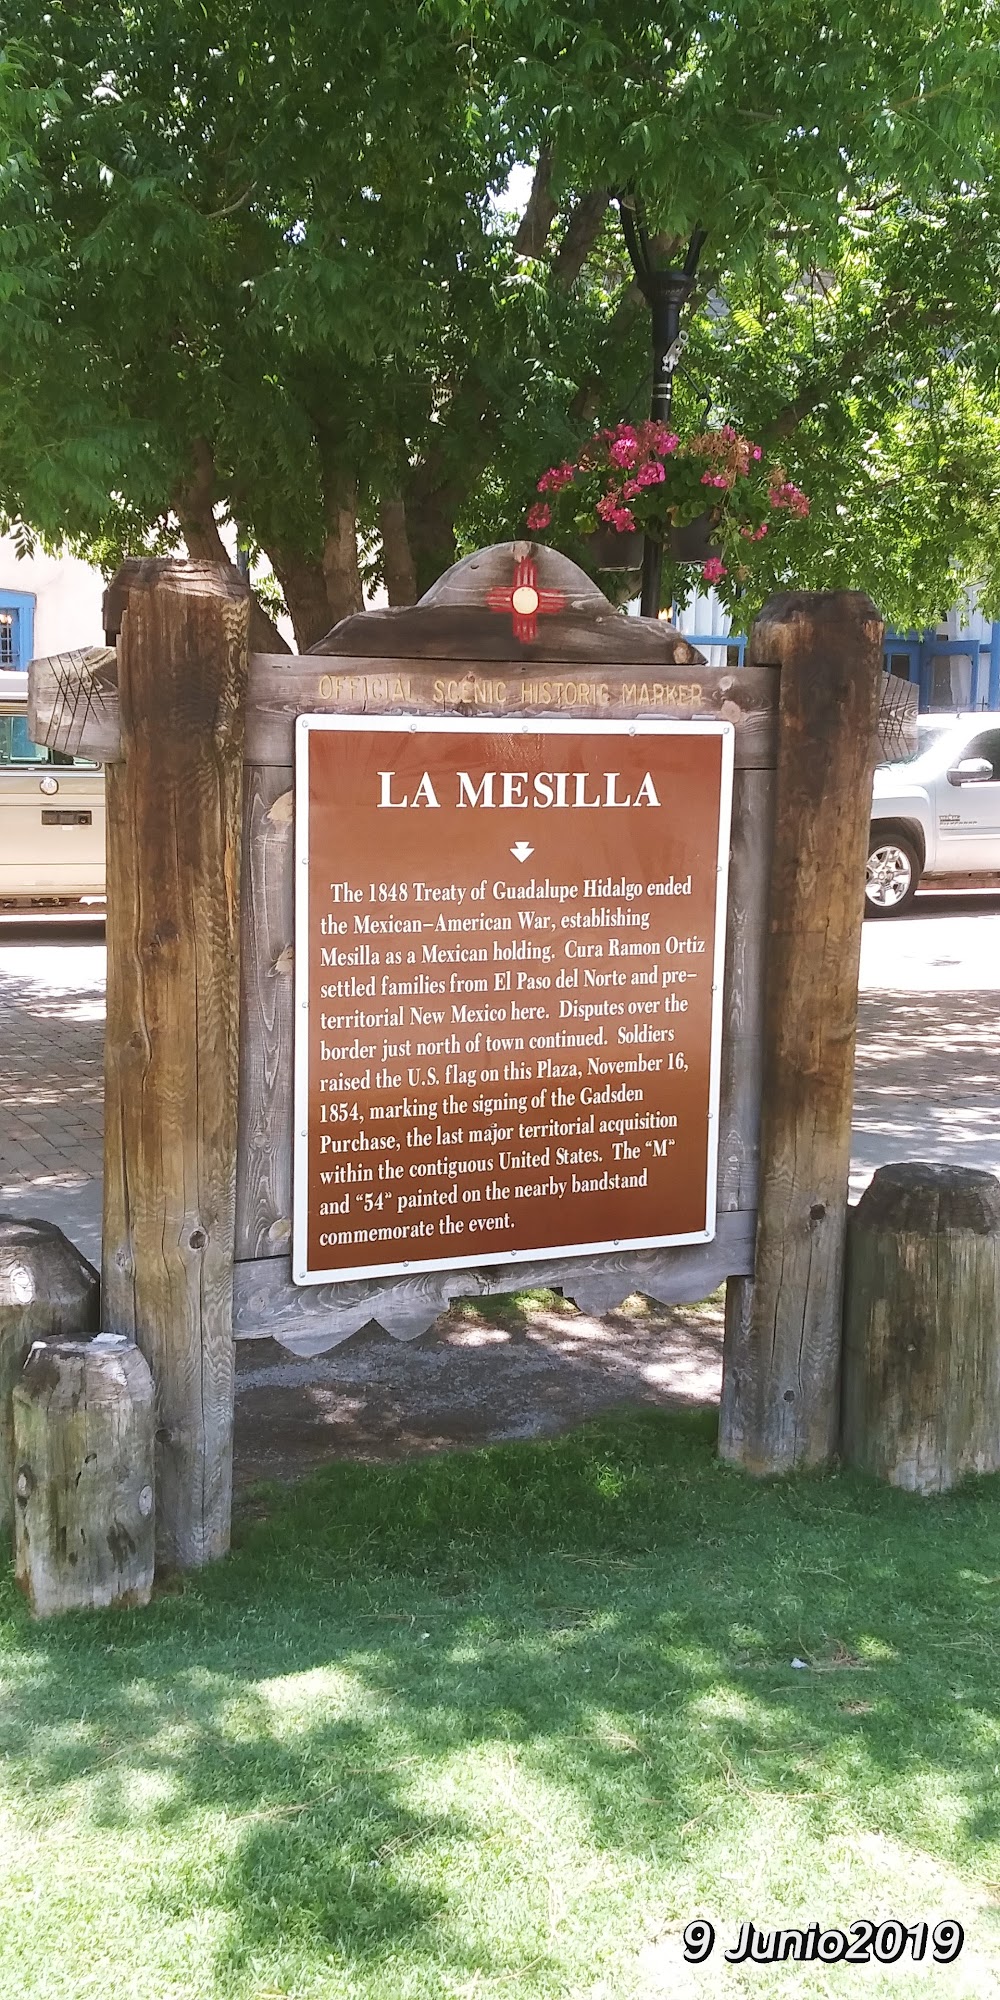 OFFICIAL SCENIC HISTORIC MARKER
LA MESILLA
The 1848 Treaty of Guadalupe Hidalgo ended
the Mexican–American War, establishing
Mesilla as a Mexican holding. Cura Ramon Ortiz
settled families from El Paso del Norte and pre–
territorial New Mexico here. Disputes over the
border just north of town continued. Soldiers
raised the U.S. flag on this Plaza, November 16,
1854, marking the signing of the Gadsden
Purchase, the last major territorial acquisition
within the contiguous United States. The “M”
and “54” painted on the nearby bandstand
commemorate the event.
9 Junio2019